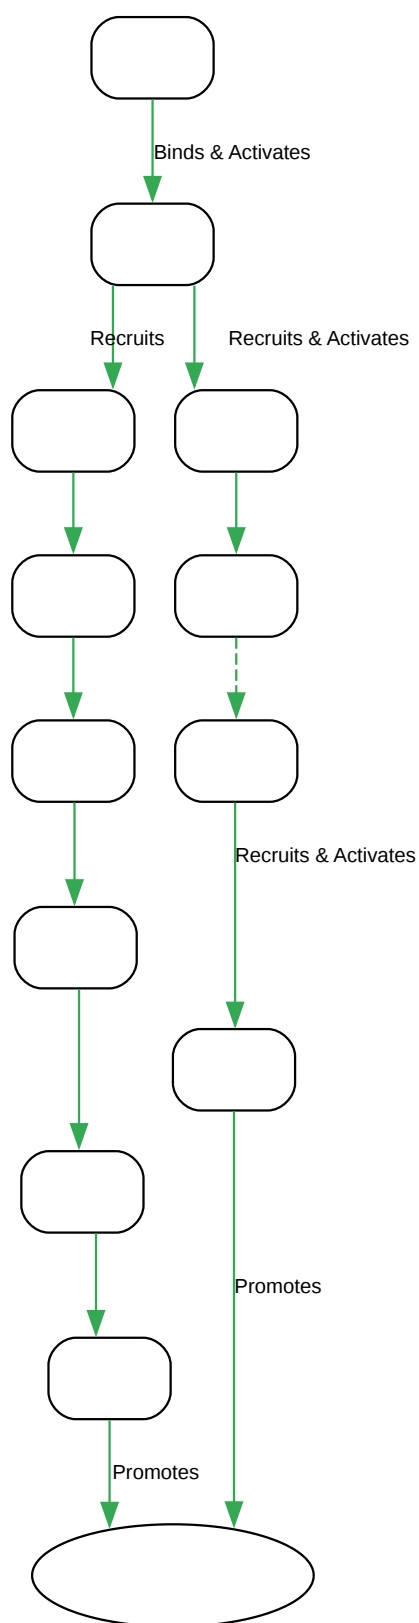 Binds & Activates
Recruits
Recruits & Activates
Recruits & Activates
Promotes
Promotes